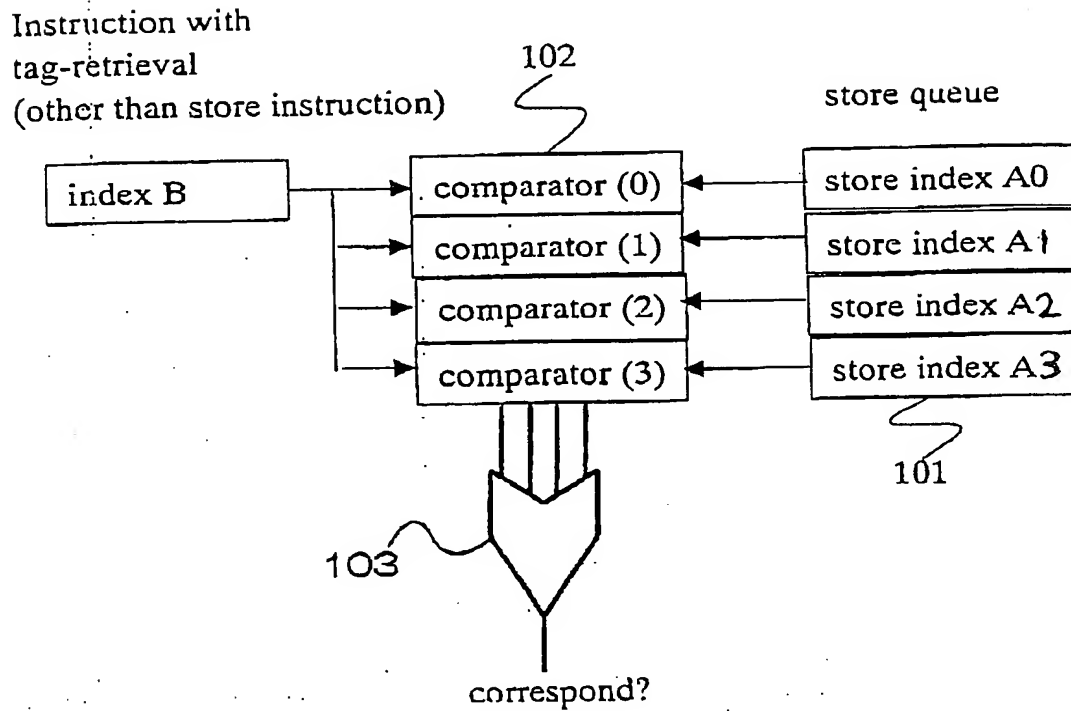 Instruction with
tag-retrieval
(other than store instruction)
102
store queue
index B
comparator (0)
store index A0
comparator (1)
store index A1
comparator (2)
store index A2
comparator (3)
store index A3
101
103
correspond?